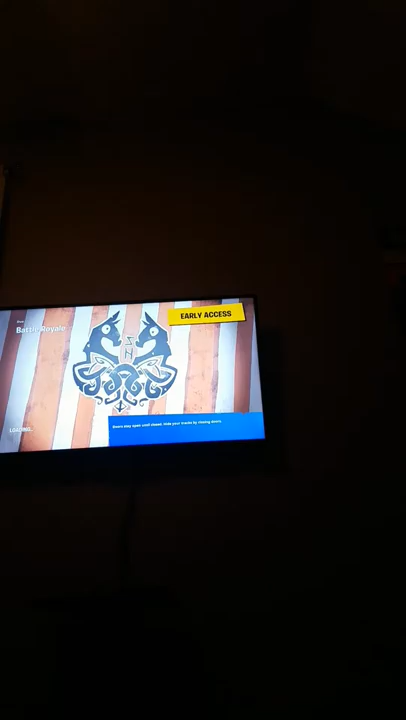 EARLY ACCESS
Battle Royale
Doors stay open until closed. Hide your tracks by closing doors.
LOADING..